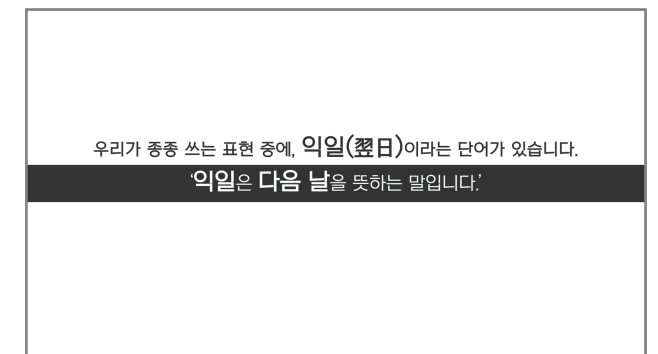 우리가 종종 쓰는 표현 중에, 익일(翌日)이라는 단어가 있습니다.
'익일은 다음 날을 뜻하는 말입니다.'